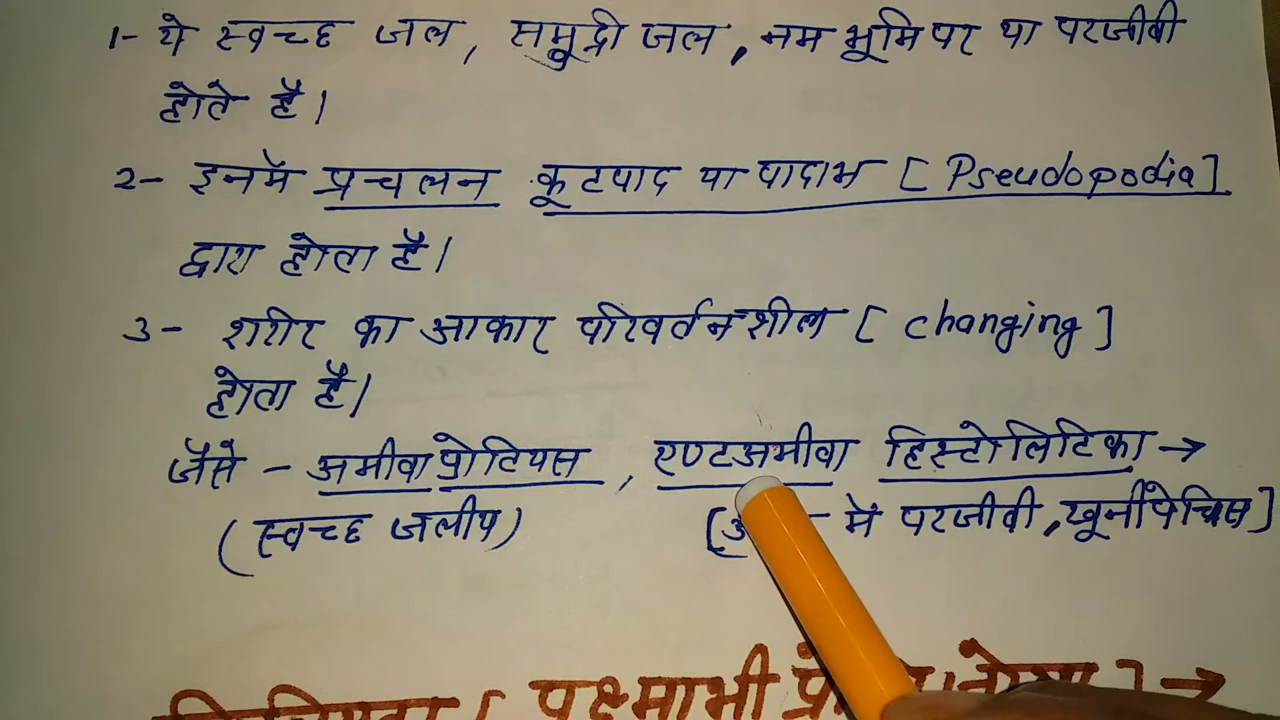 1- ये स्वच्छ जल, समुद्री जल, नम भूमि पर या परजीवी
होते है।
2- इनमें प्रचलन कूटपाद या पादाभ [Pseudopodia]
द्वारा होता है।
3- शरीर का आकार परिवर्तनशील [changing]
होता है।
जैसे - अमीवा प्रोटियस, एण्टअमीवा हिस्टोलिटिका →
(स्वच्छ जलीय) [ में परजीवी, खूनी पेचिस]
[पक्ष्माभी →